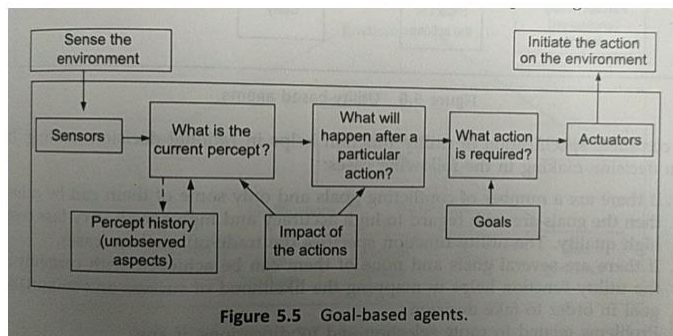 Sense the
environment
Initiate the action
on the environment
Sensors
What is the
current percept?
What will
happen after a
particular
action?
What action
is required?
Actuators
Percept history
(unobserved
aspects)
Impact of
the actions
Goals
Figure 5.5 Goal-based agents.